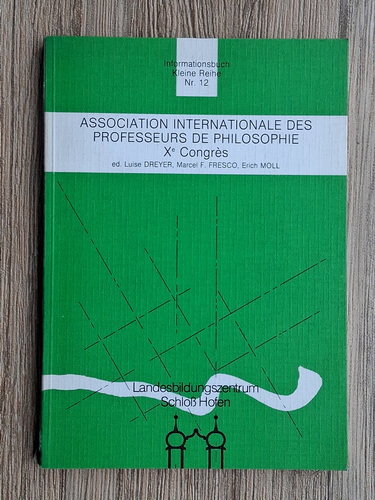 Informationsbuch
Kleine Reihe
Nr. 12
ASSOCIATION INTERNATIONALE DES
PROFESSEURS DE PHILOSOPHIE
Xe Congrès
ed. Luise DREYER, Marcel F. FRESCO, Erich MOLL
Landesbildungszentrum
Schloß Hofen